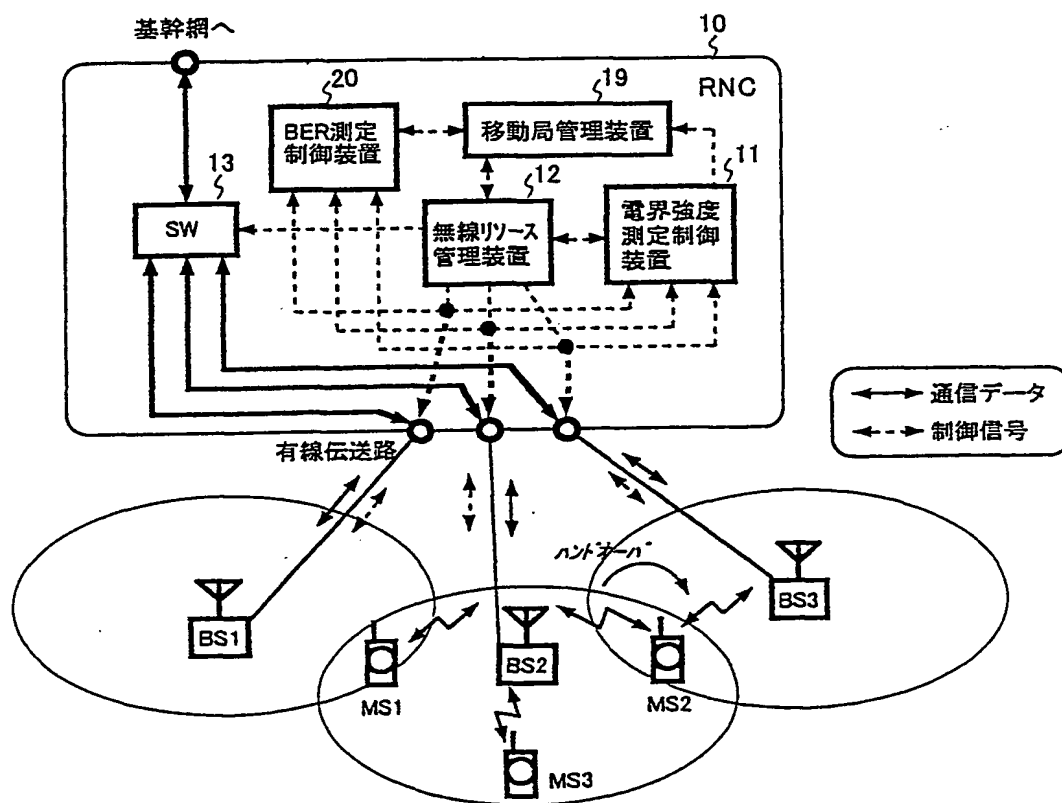 基幹網へ
10
RNC
20
BER測定
制御装置
19
移動局管理装置
11
電界強度
測定制御
装置
13
SW
12
無線リソース
管理装置
通信データ
制御信号
有線伝送路
ハンドオーバ
BS1
BS2
BS3
MS1
MS2
MS3